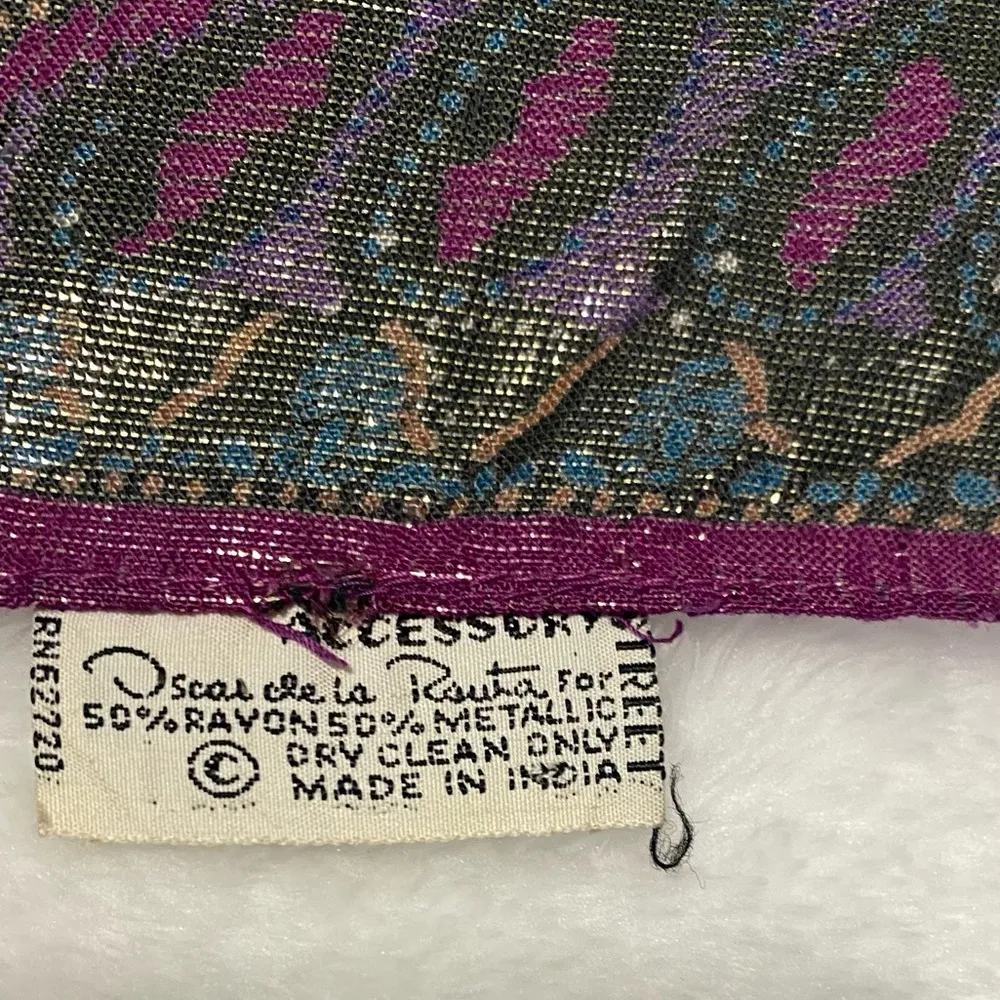 ACCESSORY
Oscar de la Renta FOR
50% RAYON 50% METALLIC
© DRY CLEAN ONLY
MADE IN INDIA
RN62720
STREET